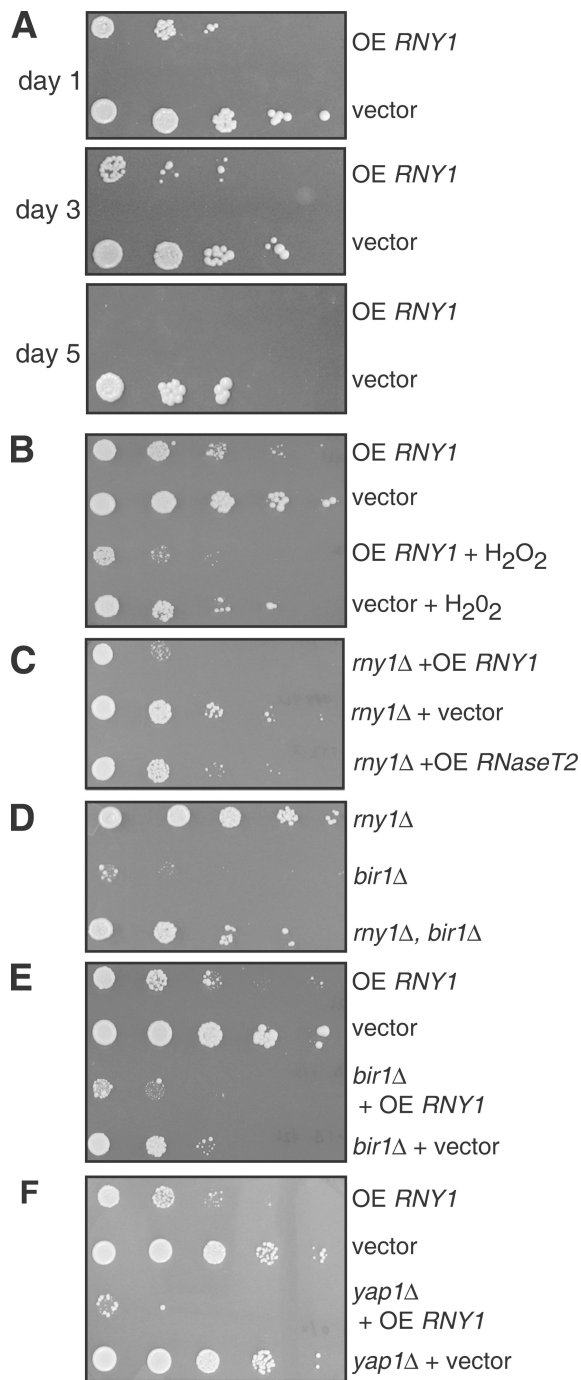 A
OE RNY1
day 1
vector
OE RNY1
day 3
vector
OE RNY1
day 5
vector
B
OE RNY1
vector
OE RNY1 + H2O2
vector + H202
C
rny1Δ +OE RNY1
rny1Δ + vector
rny1Δ +OE RNaseT2
D
rny1Δ
bir1Δ
rny1Δ, bir1Δ
E
OE RNY1
vector
bir1Δ
+ OE RNY1
bir1Δ + vector
F
OE RNY1
vector
yap1Δ
+ OE RNY1
yap1Δ + vector